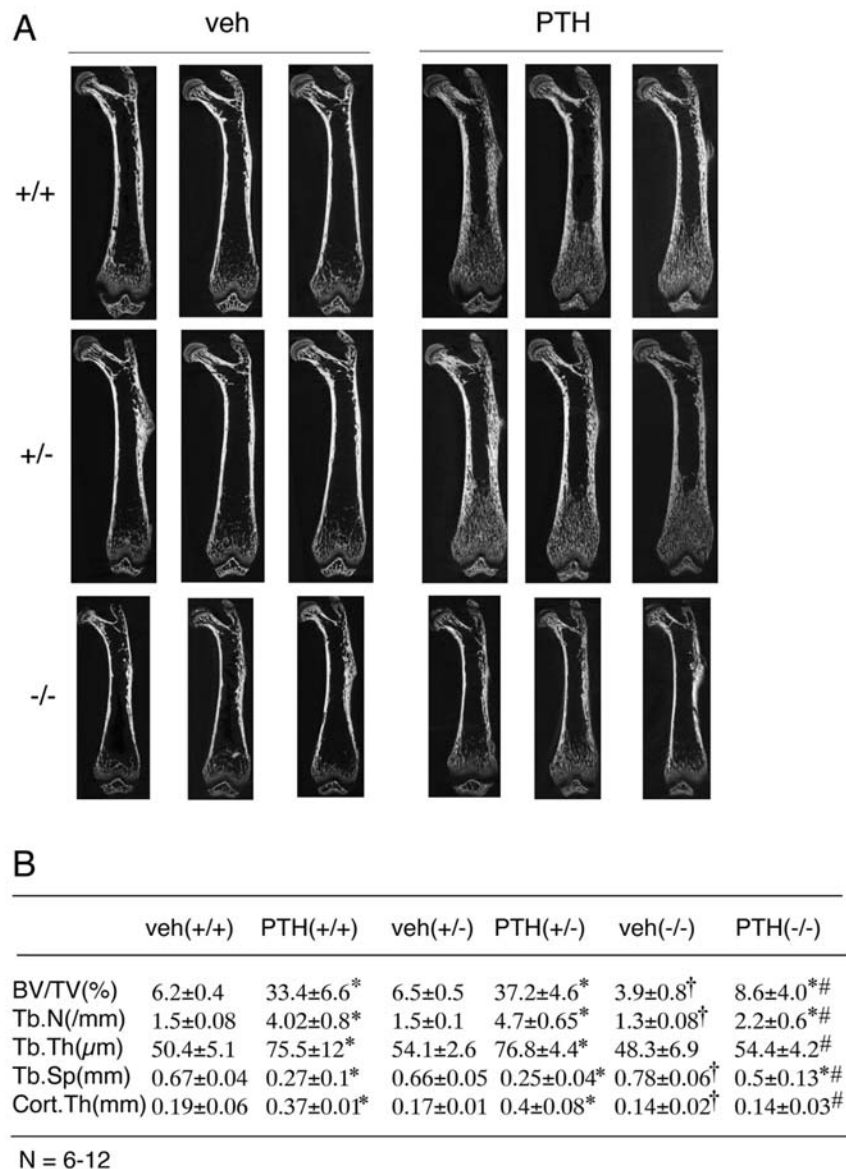 A
veh PTH
+/+
+/-
-/-
B
veh(+/+) PTH(+/+) veh(+/-) PTH(+/-) veh(-/-) PTH(-/-)
BV/TV(%) 6.2±0.4 33.4±6.6* 6.5±0.5 37.2±4.6* 3.9±0.8† 8.6±4.0*#
Tb.N(/mm) 1.5±0.08 4.02±0.8* 1.5±0.1 4.7±0.65* 1.3±0.08† 2.2±0.6*#
Tb.Th(µm) 50.4±5.1 75.5±12* 54.1±2.6 76.8±4.4* 48.3±6.9 54.4±4.2#
Tb.Sp(mm) 0.67±0.04 0.27±0.1* 0.66±0.05 0.25±0.04* 0.78±0.06† 0.5±0.13*#
Cort.Th(mm) 0.19±0.06 0.37±0.01* 0.17±0.01 0.4±0.08* 0.14±0.02† 0.14±0.03#
N = 6-12